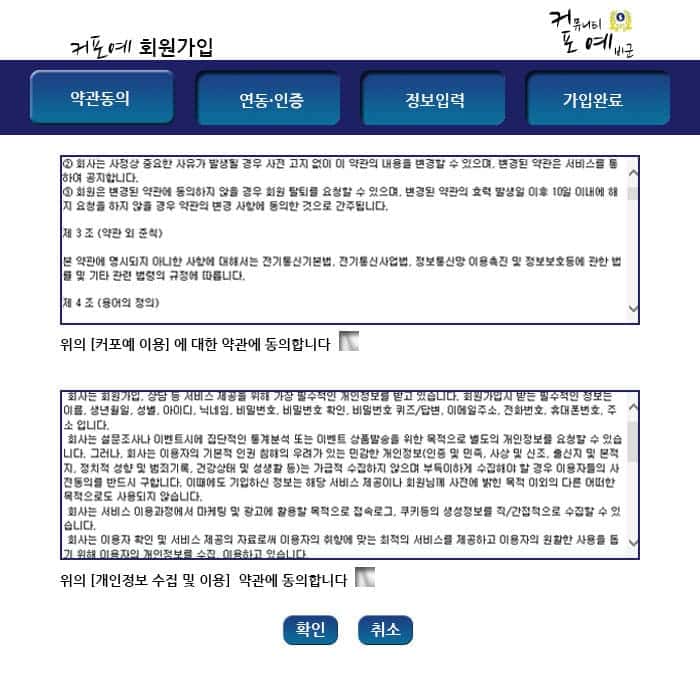 커뮤니티
포예비군
커포예 회원가입
약관동의
연동·인증
정보입력
가입완료
② 회사는 사정상 중요한 사유가 발생될 경우 사전 고지 없이 이 약관의 내용을 변경할 수 있으며, 변경된 약관은 서비스를 통
하여 공지합니다.
③ 회원은 변경된 약관에 동의하지 않을 경우 회원 탈퇴를 요청할 수 있으며, 변경된 약관의 효력 발생일 이후 10일 이내에 해
지 요청을 하지 않을 경우 약관의 변경 사항에 동의한 것으로 간주됩니다.
제 3 조 (약관 외 준칙)
본 약관에 명시되지 아니한 사항에 대해서는 전기통신기본법, 전기통신사업법, 정보통신망 이용촉진 및 정보보호등에 관한 법
률 및 기타 관련 법령의 규정에 따릅니다.
제 4 조 (용어의 정의)
위의 [커포예 이용] 에 대한 약관에 동의합니다
회사는 회원가입, 상담 등 서비스 제공을 위해 가장 필수적인 개인정보를 받고 있습니다. 회원가입시 받는 필수적인 정보는
이름, 생년월일, 성별, 아이디, 닉네임, 비밀번호, 비밀번호 확인, 비밀번호 퀴즈/답변, 이메일주소, 전화번호, 휴대폰번호, 주
소 입니다.
회사는 설문조사나 이벤트시에 집단적인 통계분석 또는 이벤트 상품발송을 위한 목적으로 별도의 개인정보를 요청할 수 있습
니다. 그러나, 회사는 이용자의 기본적 인권 침해의 우려가 있는 민감한 개인정보(인종 및 민족, 사상 및 신조, 출신지 및 본적
지, 정치적 성향 및 범죄기록, 건강상태 및 성생활 등)는 가급적 수집하지 않으며 부득이하게 수집해야 할 경우 이용자들의 사
전동의를 반드시 구합니다. 이때에도 기입하신 정보는 해당 서비스 제공이나 회원님께 사전에 밝힌 목적 이외의 다른 어떠한
목적으로도 사용되지 않습니다.
회사는 서비스 이용과정에서 마케팅 및 광고에 활용할 목적으로 접속로그, 쿠키등의 생성정보를 직/간접적으로 수집할 수 있
습니다.
회사는 이용자 확인 및 서비스 제공의 자료로써 이용자의 취향에 맞는 최적의 서비스를 제공하고 이용자의 원활한 사용을 돕
기 위해 이용자의 개인정보를 수집, 이용하고 있습니다.
위의 [개인정보 수집 및 이용] 약관에 동의합니다
확인
취소